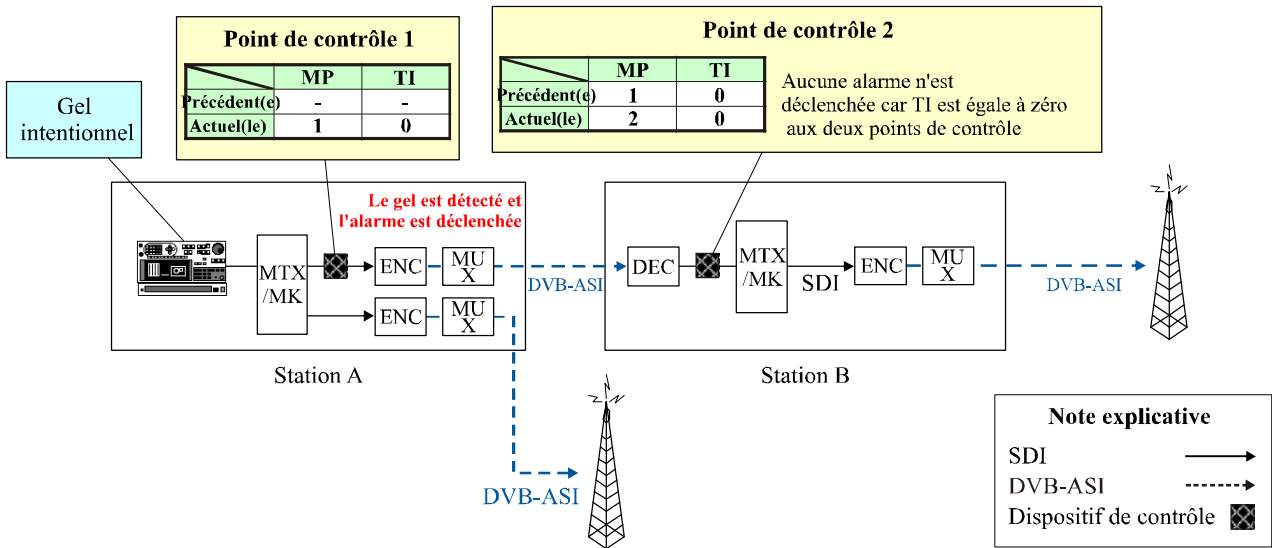 Point de contrôle 1
MP TI
Précédent(e) - -
Actuel(le) 1 0
Point de contrôle 2
MP TI
Précédent(e) 1 0
Actuel(le) 2 0
Aucune alarme n'est
déclenchée car TI est égale à zéro
aux deux points de contrôle
Gel
intentionnel
Le gel est détecté et
l'alarme est déclenchée
MTX
/MK
ENC
MU
X
DVB-ASI
ENC
MU
X
Station A
DEC
MTX
/MK
SDI
ENC
MU
X
DVB-ASI
Station B
DVB-ASI
Note explicative
SDI
DVB-ASI
Dispositif de contrôle